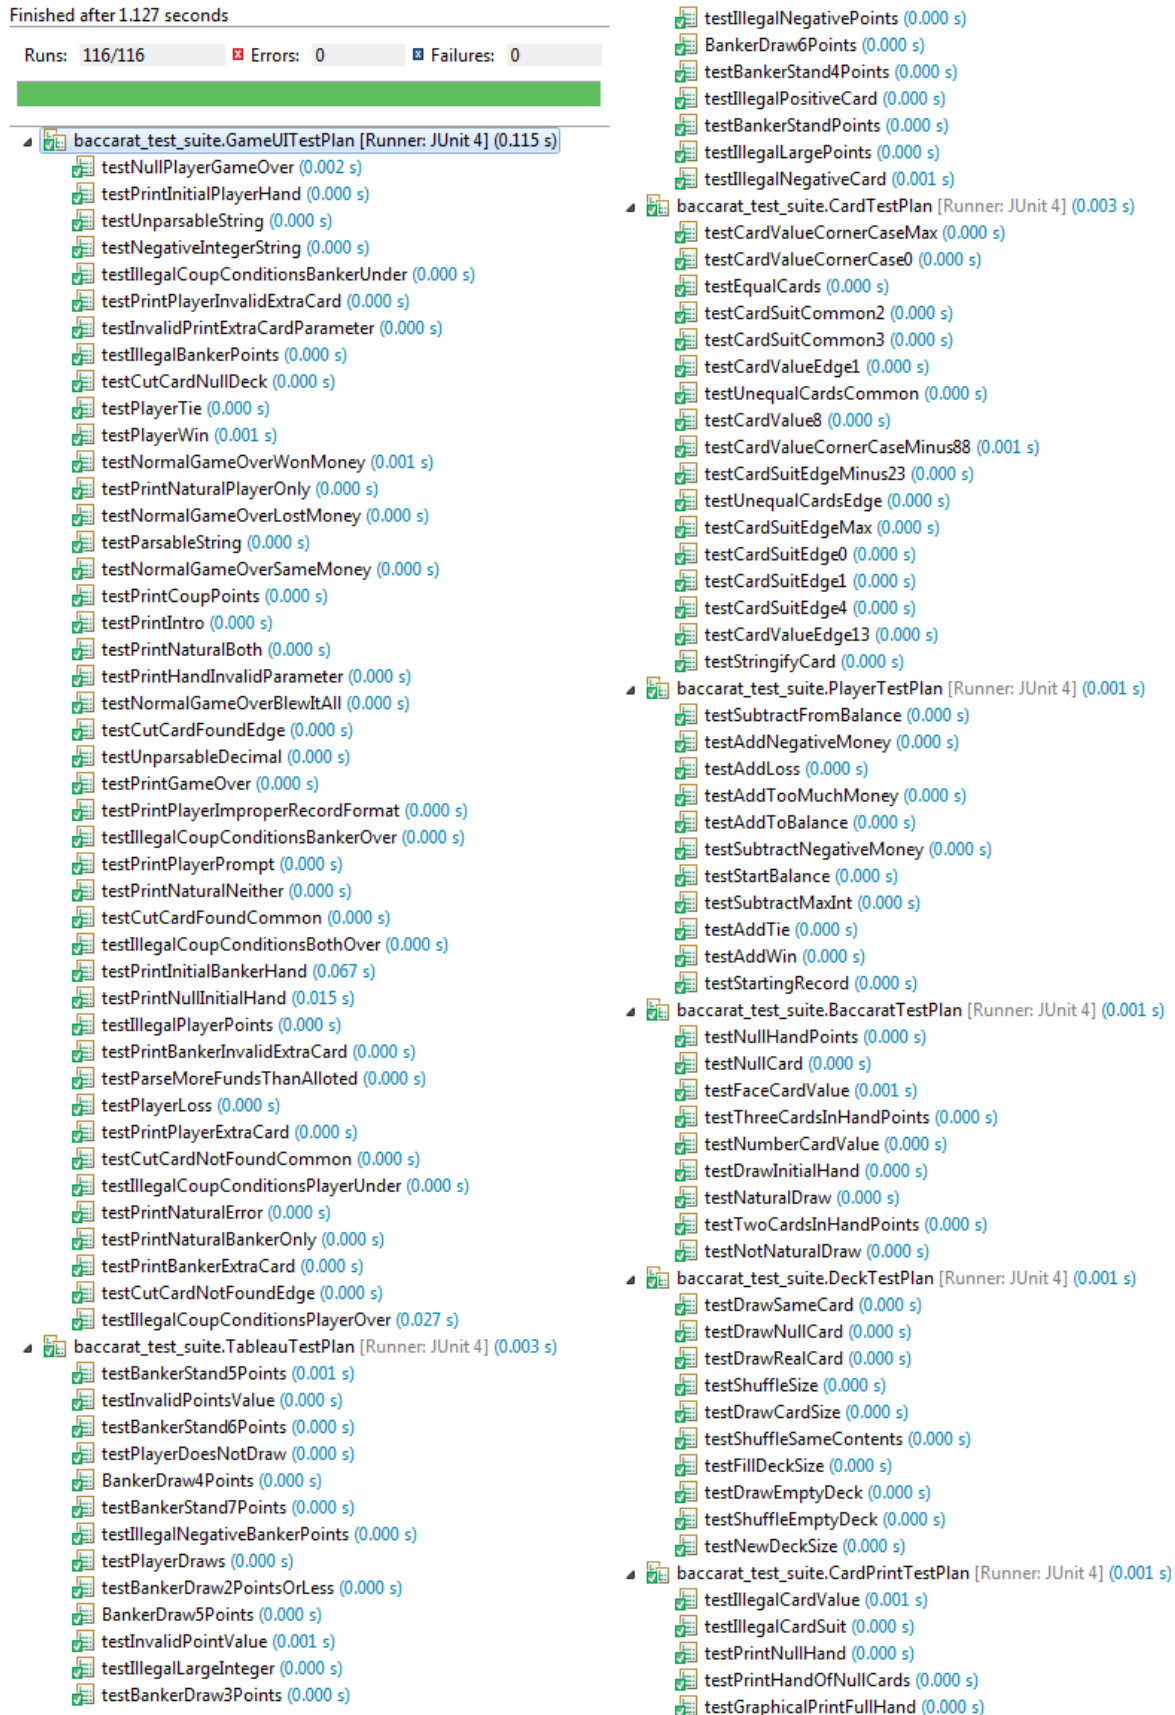 Finished after 1.127 seconds
Runs: 116/116 Errors: 0 Failures: 0
baccarat_test_suite.GameUITestPlan [Runner: JUnit 4] (0.115 s)
testNullPlayerGameOver (0.002 s)
testPrintInitialPlayerHand (0.000 s)
testUnparsableString (0.000 s)
testNegativeIntegerString (0.000 s)
testIllegalCoupConditionsBankerUnder (0.000 s)
testPrintPlayerInvalidExtraCard (0.000 s)
testInvalidPrintExtraCardParameter (0.000 s)
testIllegalBankerPoints (0.000 s)
testCutCardNullDeck (0.000 s)
testPlayerTie (0.000 s)
testPlayerWin (0.001 s)
testNormalGameOverWonMoney (0.001 s)
testPrintNaturalPlayerOnly (0.000 s)
testNormalGameOverLostMoney (0.000 s)
testParsableString (0.000 s)
testNormalGameOverSameMoney (0.000 s)
testPrintCoupPoints (0.000 s)
testPrintIntro (0.000 s)
testPrintNaturalBoth (0.000 s)
testPrintHandInvalidParameter (0.000 s)
testNormalGameOverBlewItAll (0.000 s)
testCutCardFoundEdge (0.000 s)
testUnparsableDecimal (0.000 s)
testPrintGameOver (0.000 s)
testPrintPlayerImproperRecordFormat (0.000 s)
testIllegalCoupConditionsBankerOver (0.000 s)
testPrintPlayerPrompt (0.000 s)
testPrintNaturalNeither (0.000 s)
testCutCardFoundCommon (0.000 s)
testIllegalCoupConditionsBothOver (0.000 s)
testPrintInitialBankerHand (0.067 s)
testPrintNullInitialHand (0.015 s)
testIllegalPlayerPoints (0.000 s)
testPrintBankerInvalidExtraCard (0.000 s)
testParseMoreFundsThanAlloted (0.000 s)
testPlayerLoss (0.000 s)
testPrintPlayerExtraCard (0.000 s)
testCutCardNotFoundCommon (0.000 s)
testIllegalCoupConditionsPlayerUnder (0.000 s)
testPrintNaturalError (0.000 s)
testPrintNaturalBankerOnly (0.000 s)
testPrintBankerExtraCard (0.000 s)
testCutCardNotFoundEdge (0.000 s)
testIllegalCoupConditionsPlayerOver (0.027 s)
baccarat_test_suite.TableauTestPlan [Runner: JUnit 4] (0.003 s)
testBankerStand5Points (0.001 s)
testInvalidPointsValue (0.000 s)
testBankerStand6Points (0.000 s)
testPlayerDoesNotDraw (0.000 s)
BankerDraw4Points (0.000 s)
testBankerStand7Points (0.000 s)
testIllegalNegativeBankerPoints (0.000 s)
testPlayerDraws (0.000 s)
testBankerDraw2PointsOrLess (0.000 s)
BankerDraw5Points (0.000 s)
testInvalidPointValue (0.001 s)
testIllegalLargeInteger (0.000 s)
testBankerDraw3Points (0.000 s)
testIllegalNegativePoints (0.000 s)
BankerDraw6Points (0.000 s)
testBankerStand4Points (0.000 s)
testIllegalPositiveCard (0.000 s)
testBankerStandPoints (0.000 s)
testIllegalLargePoints (0.000 s)
testIllegalNegativeCard (0.001 s)
baccarat_test_suite.CardTestPlan [Runner: JUnit 4] (0.003 s)
testCardValueCornerCaseMax (0.000 s)
testCardValueCornerCase0 (0.000 s)
testEqualCards (0.000 s)
testCardSuitCommon2 (0.000 s)
testCardSuitCommon3 (0.000 s)
testCardValueEdge1 (0.000 s)
testUnequalCardsCommon (0.000 s)
testCardValue8 (0.000 s)
testCardValueCornerCaseMinus88 (0.001 s)
testCardSuitEdgeMinus23 (0.000 s)
testUnequalCardsEdge (0.000 s)
testCardSuitEdgeMax (0.000 s)
testCardSuitEdge0 (0.000 s)
testCardSuitEdge1 (0.000 s)
testCardSuitEdge4 (0.000 s)
testCardValueEdge13 (0.000 s)
testStringifyCard (0.000 s)
baccarat_test_suite.PlayerTestPlan [Runner: JUnit 4] (0.001 s)
testSubtractFromBalance (0.000 s)
testAddNegativeMoney (0.000 s)
testAddLoss (0.000 s)
testAddTooMuchMoney (0.000 s)
testAddToBalance (0.000 s)
testSubtractNegativeMoney (0.000 s)
testStartBalance (0.000 s)
testSubtractMaxInt (0.000 s)
testAddTie (0.000 s)
testAddWin (0.000 s)
testStartingRecord (0.000 s)
baccarat_test_suite.BaccaratTestPlan [Runner: JUnit 4] (0.001 s)
testNullHandPoints (0.000 s)
testNullCard (0.000 s)
testFaceCardValue (0.001 s)
testThreeCardsInHandPoints (0.000 s)
testNumberCardValue (0.000 s)
testDrawInitialHand (0.000 s)
testNaturalDraw (0.000 s)
testTwoCardsInHandPoints (0.000 s)
testNotNaturalDraw (0.000 s)
baccarat_test_suite.DeckTestPlan [Runner: JUnit 4] (0.001 s)
testDrawSameCard (0.000 s)
testDrawNullCard (0.000 s)
testDrawRealCard (0.000 s)
testShuffleSize (0.000 s)
testDrawCardSize (0.000 s)
testShuffleSameContents (0.000 s)
testFillDeckSize (0.000 s)
testDrawEmptyDeck (0.000 s)
testShuffleEmptyDeck (0.000 s)
testNewDeckSize (0.000 s)
baccarat_test_suite.CardPrintTestPlan [Runner: JUnit 4] (0.001 s)
testIllegalCardValue (0.001 s)
testIllegalCardSuit (0.000 s)
testPrintNullHand (0.000 s)
testPrintHandOfNullCards (0.000 s)
testGraphicalPrintFullHand (0.000 s)